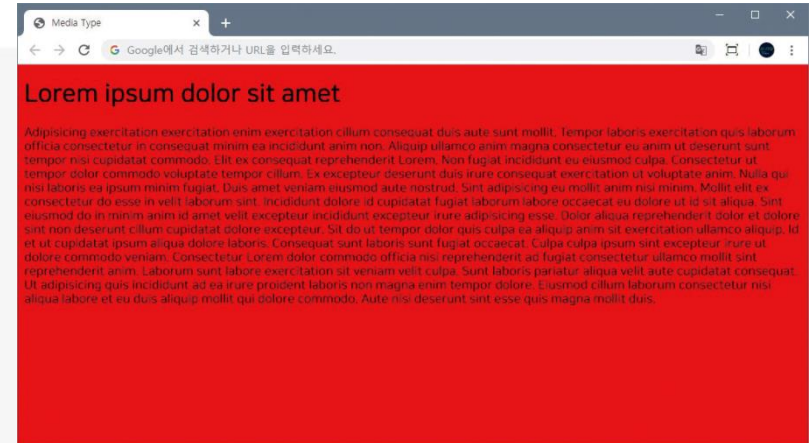 Media Type
Google에서 검색하거나 URL을 입력하세요.
Lorem ipsum dolor sit amet
Adipisicing exercitation exercitation enim exercitation cillum consequat duis aute sunt mollit. Tempor laboris exercitation quis laborum
officia consectetur in consequat minim ea incididunt anim non. Aliquip ullamco anim magna consectetur eu anim ut deserunt sunt
tempor nisi cupidatat commodo. Elit ex consequat reprehenderit Lorem. Non fugiat incididunt eu eiusmod culpa. Consectetur ut
tempor dolor commodo voluptate tempor cillum. Ex excepteur deserunt duis irure consequat exercitation ut voluptate anim. Nulla qui
nisi laboris ea ipsum minim fugiat. Duis amet veniam eiusmod aute nostrud. Sint adipisicing eu mollit anim nisi minim. Mollit elit ex
consectetur do esse in velit laborum sint. Incididunt dolore id cupidatat fugiat laborum labore occaecat eu dolore ut id sit aliqua. Sint
eiusmod do in minim anim id amet velit excepteur incididunt excepteur irure adipisicing esse. Dolor aliqua reprehenderit dolor et dolore
sint non deserunt cillum cupidatat dolore excepteur. Sit do ut tempor dolor quis culpa ea aliquip anim sit exercitation ullamco aliquip. Id
et ut cupidatat ipsum aliqua dolore laboris. Consequat sunt laboris sunt fugiat occaecat. Culpa culpa ipsum sint excepteur irure ut
dolore commodo veniam. Consectetur Lorem dolor commodo officia nisi reprehenderit ad fugiat consectetur ullamco mollit sint
reprehenderit anim. Laborum sunt labore exercitation sit veniam velit culpa. Sunt laboris pariatur aliqua velit aute cupidatat consequat.
Ut adipisicing quis incididunt ad ea irure proident laboris non magna enim tempor dolore. Eiusmod cillum laborum consectetur nisi
aliqua labore et eu duis aliquip mollit qui dolore commodo. Aute nisi deserunt sint esse quis magna mollit duis.